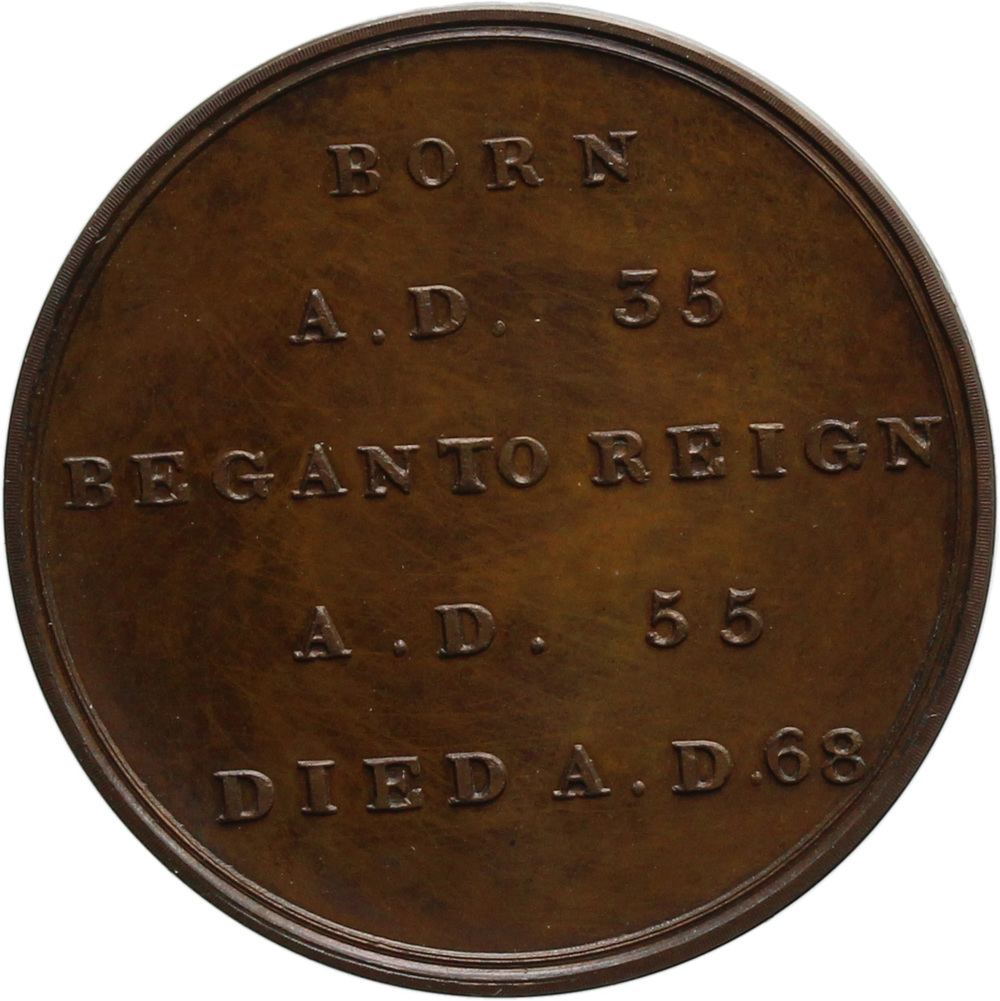 BORN
A.D. 35
BEGAN TO REIGN
A.D. 55
DIED A.D.68